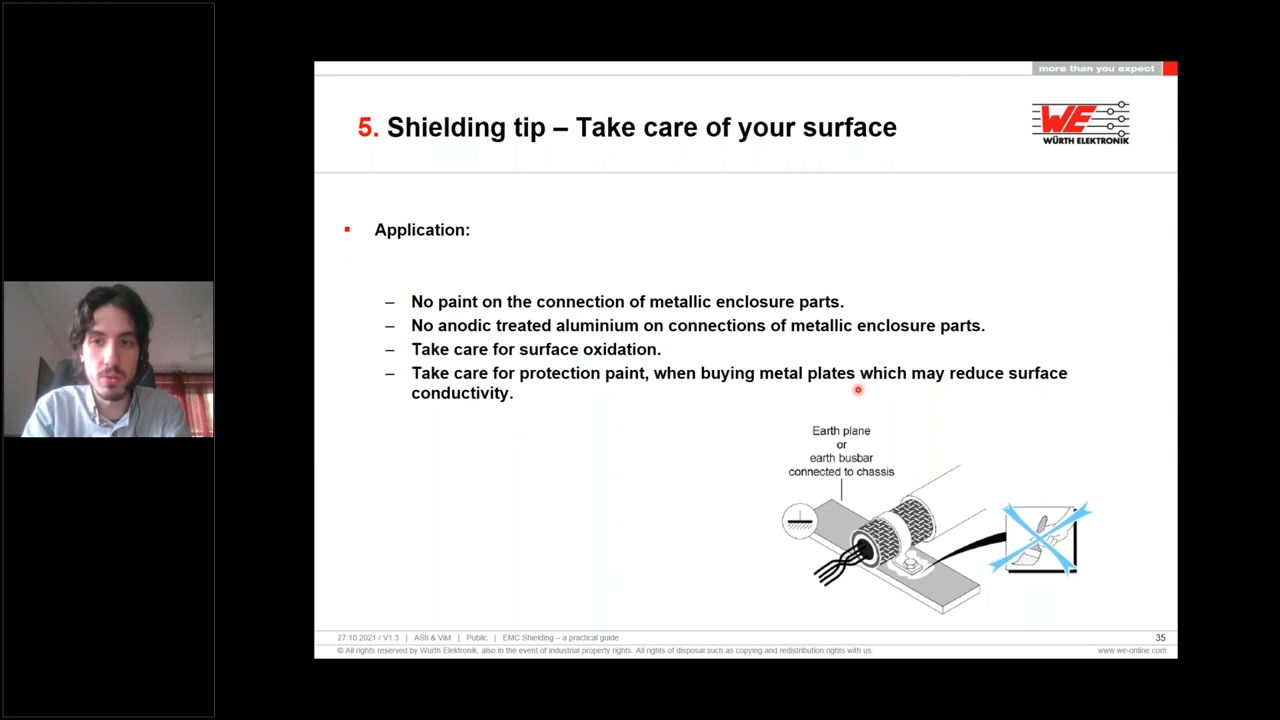 more than you expect
5. Shielding tip – Take care of your surface
WE
WÜRTH ELEKTRONIK
Application:
– No paint on the connection of metallic enclosure parts.
– No anodic treated aluminium on connections of metallic enclosure parts.
– Take care for surface oxidation.
– Take care for protection paint, when buying metal plates which may reduce surface
conductivity.
Earth plane
or
earth busbar
connected to chassis
27.10.2021 / V1.3 | ASti & ViM | Public | EMC Shielding – a practical guide
35
© All rights reserved by Wurth Elektronik, also in the event of industrial property rights. All rights of disposal such as copying and redistribution rights with us.
www.we-online.com